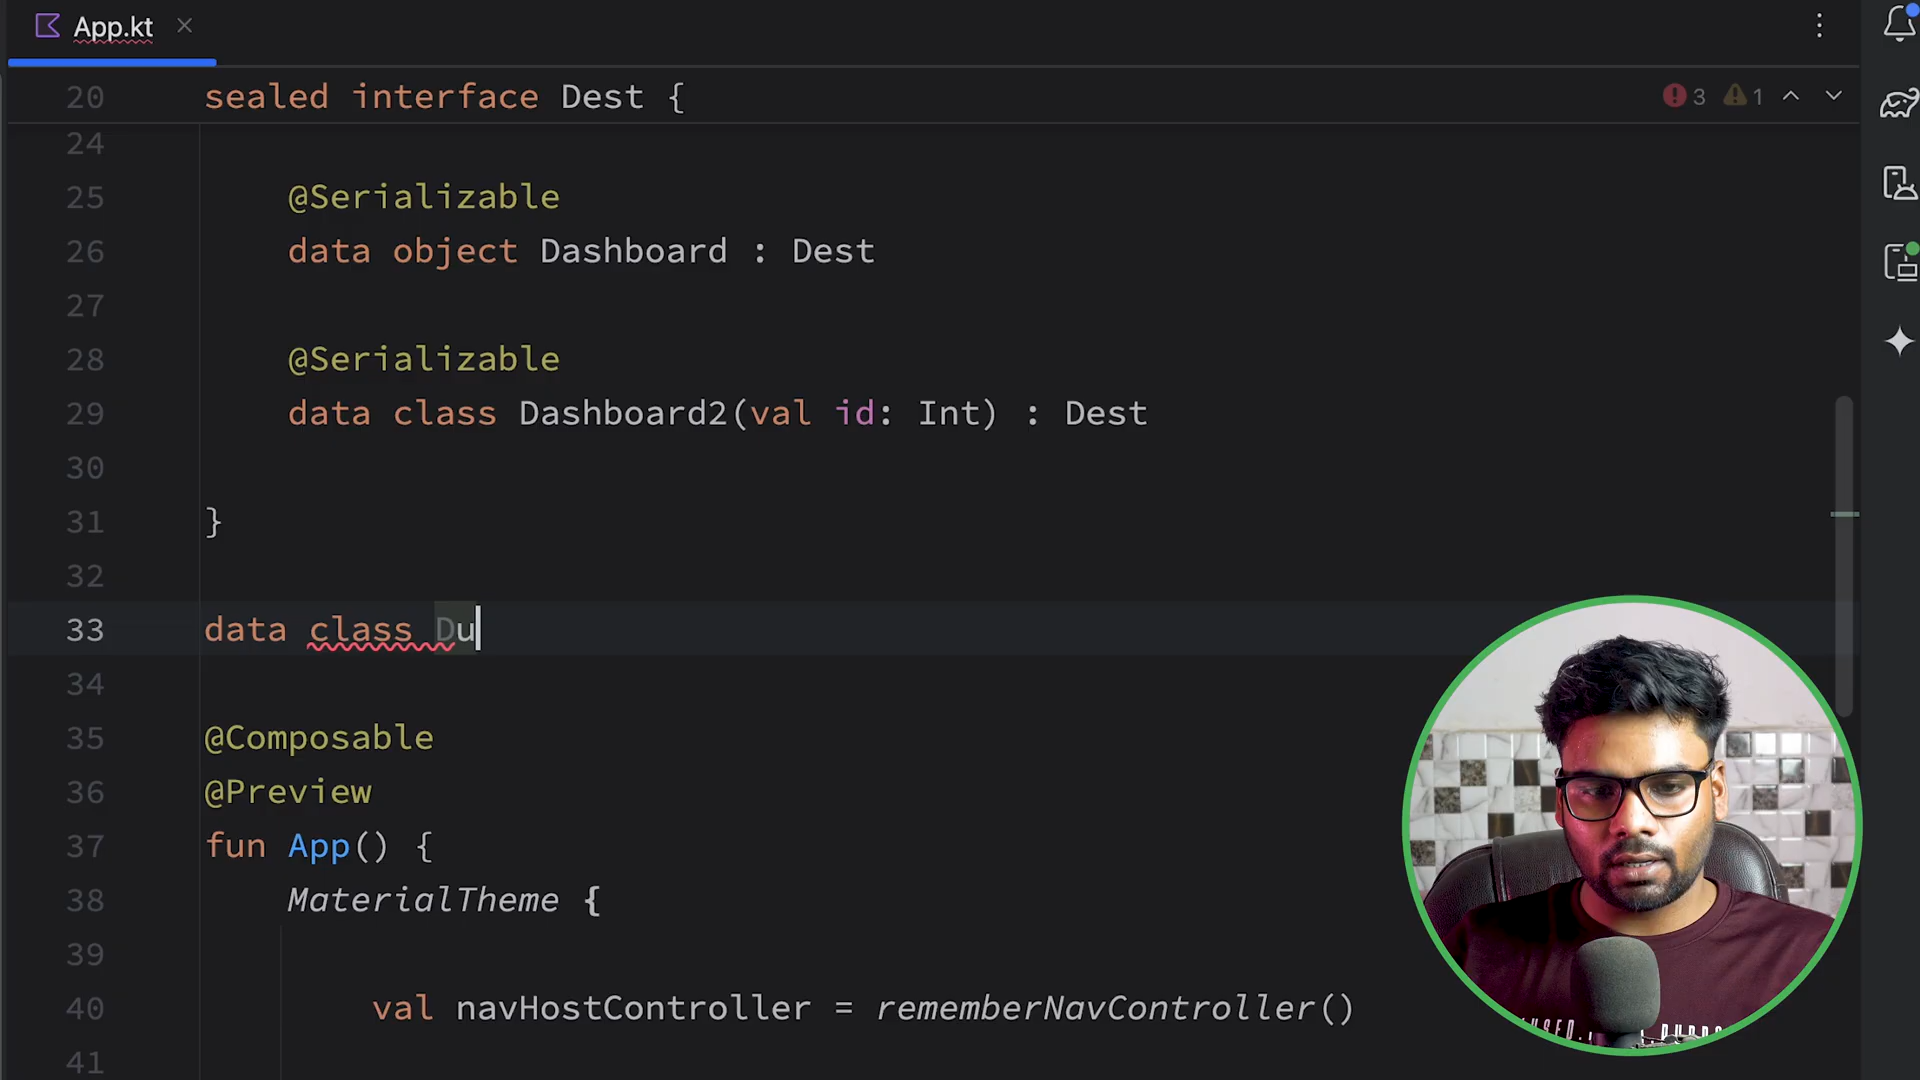 App.kt
20 sealed interface Dest {
3 1
24
25 @Serializable
26 data object Dashboard : Dest
27
28 @Serializable
29 data class Dashboard2(val id: Int) : Dest
30
31 }
32
33 data class Du
34
35 @Composable
36 @Preview
37 fun App() {
38 MaterialTheme {
39
40 val navHostController = rememberNavController()
41